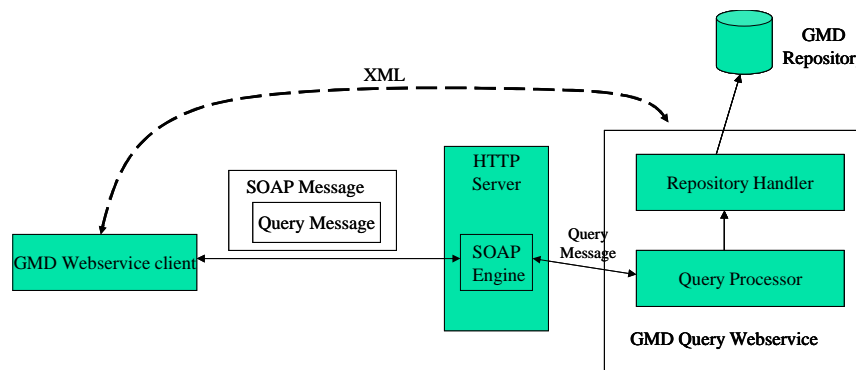 GMD
Repositor
XML
HTTP
Server
SOAP Message
Query Message
Repository Handler
GMD Webservice client
SOAP
Engine
Query
Message
Query Processor
GMD Query Webservice